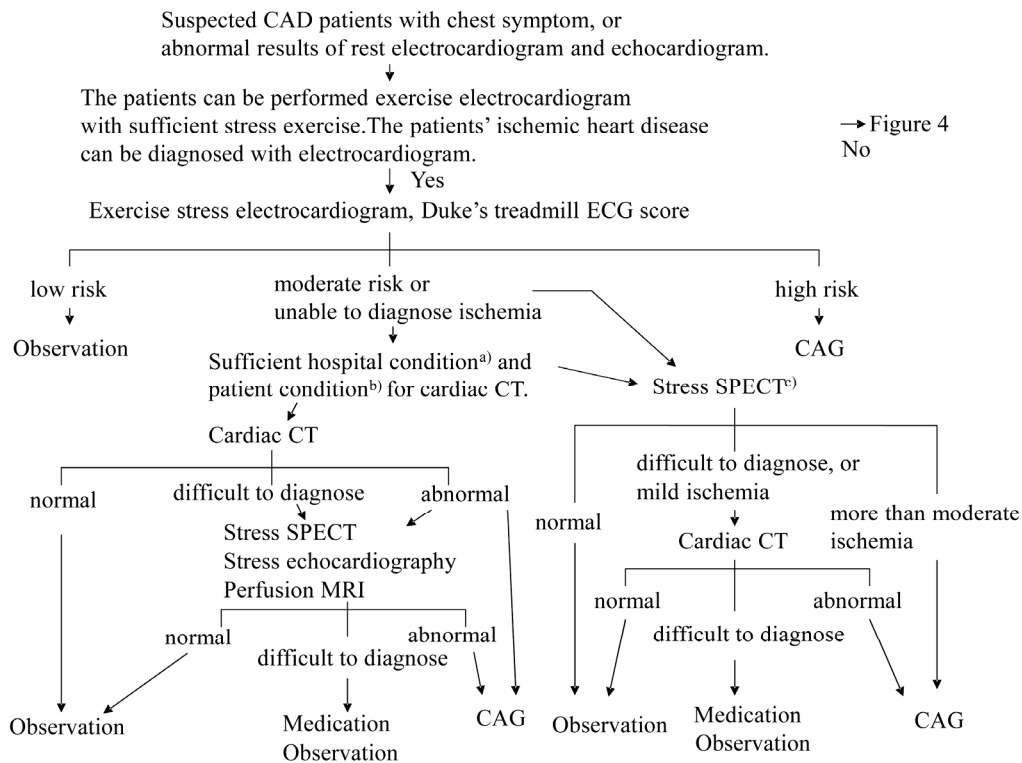 Suspected CAD patients with chest symptom, or
abnormal results of rest electrocardiogram and echocardiogram.
The patients can be performed exercise electrocardiogram
with sufficient stress exercise.The patients' ischemic heart disease
can be diagnosed with electrocardiogram.
Figure 4
No
Yes
Exercise stress electrocardiogram, Duke's treadmill ECG score
low risk
moderate risk or
unable to diagnose ischemia
high risk
Observation
CAG
Sufficient hospital condition a) and
patient condition b) for cardiac CT.
Stress SPECT c)
Cardiac CT
normal
difficult to diagnose
abnormal
Stress SPECT
Stress echocardiography
Perfusion MRI
normal
difficult to diagnose
abnormal
Observation
Medication
Observation
CAG
normal
difficult to diagnose, or
mild ischemia
more than moderate
ischemia
Cardiac CT
normal
difficult to diagnose
abnormal
Observation
Medication
Observation
CAG